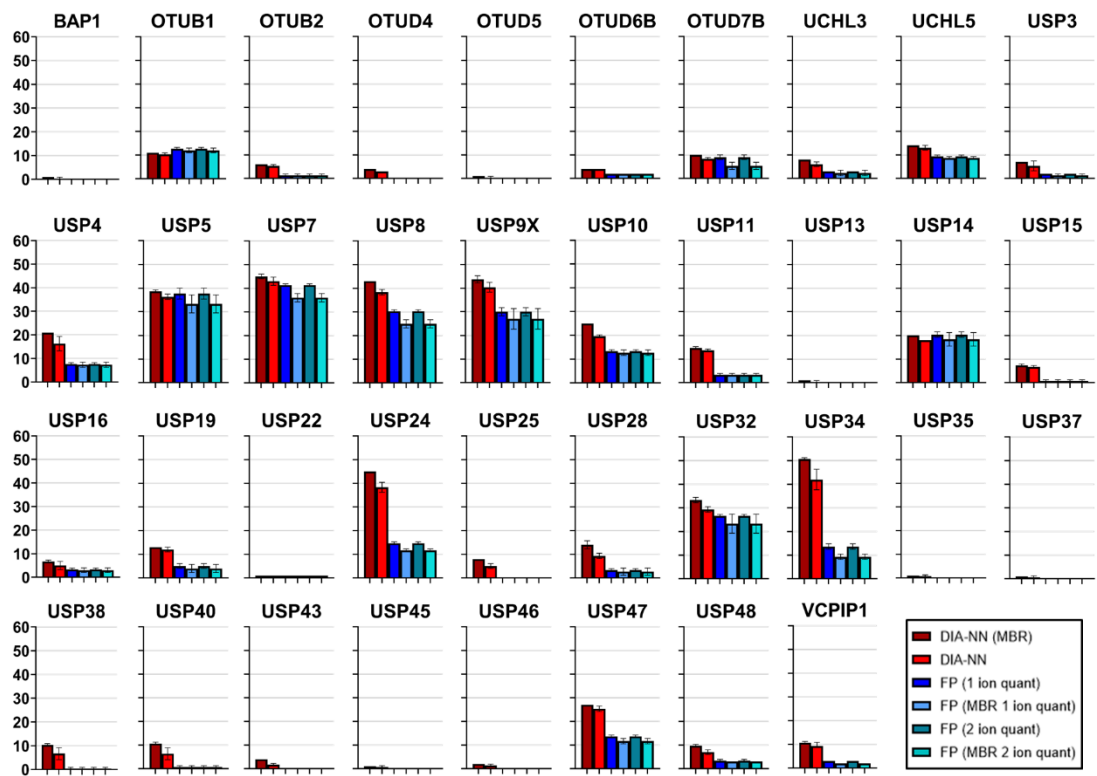 BAP1 OTUB1 OTUB2 OTUD4 OTUD5 OTUD6B OTUD7B UCHL3 UCHL5 USP3
60
50
40
30
20
10
0
USP4 USP5 USP7 USP8 USP9X USP10 USP11 USP13 USP14 USP15
60
50
40
30
20
10
0
USP16 USP19 USP22 USP24 USP25 USP28 USP32 USP34 USP35 USP37
60
50
40
30
20
10
0
USP38 USP40 USP43 USP45 USP46 USP47 USP48 VCPIP1
60
50
40
30
20
10
0
DIA-NN (MBR)
DIA-NN
FP (1 ion quant)
FP (MBR 1 ion quant)
FP (2 ion quant)
FP (MBR 2 ion quant)